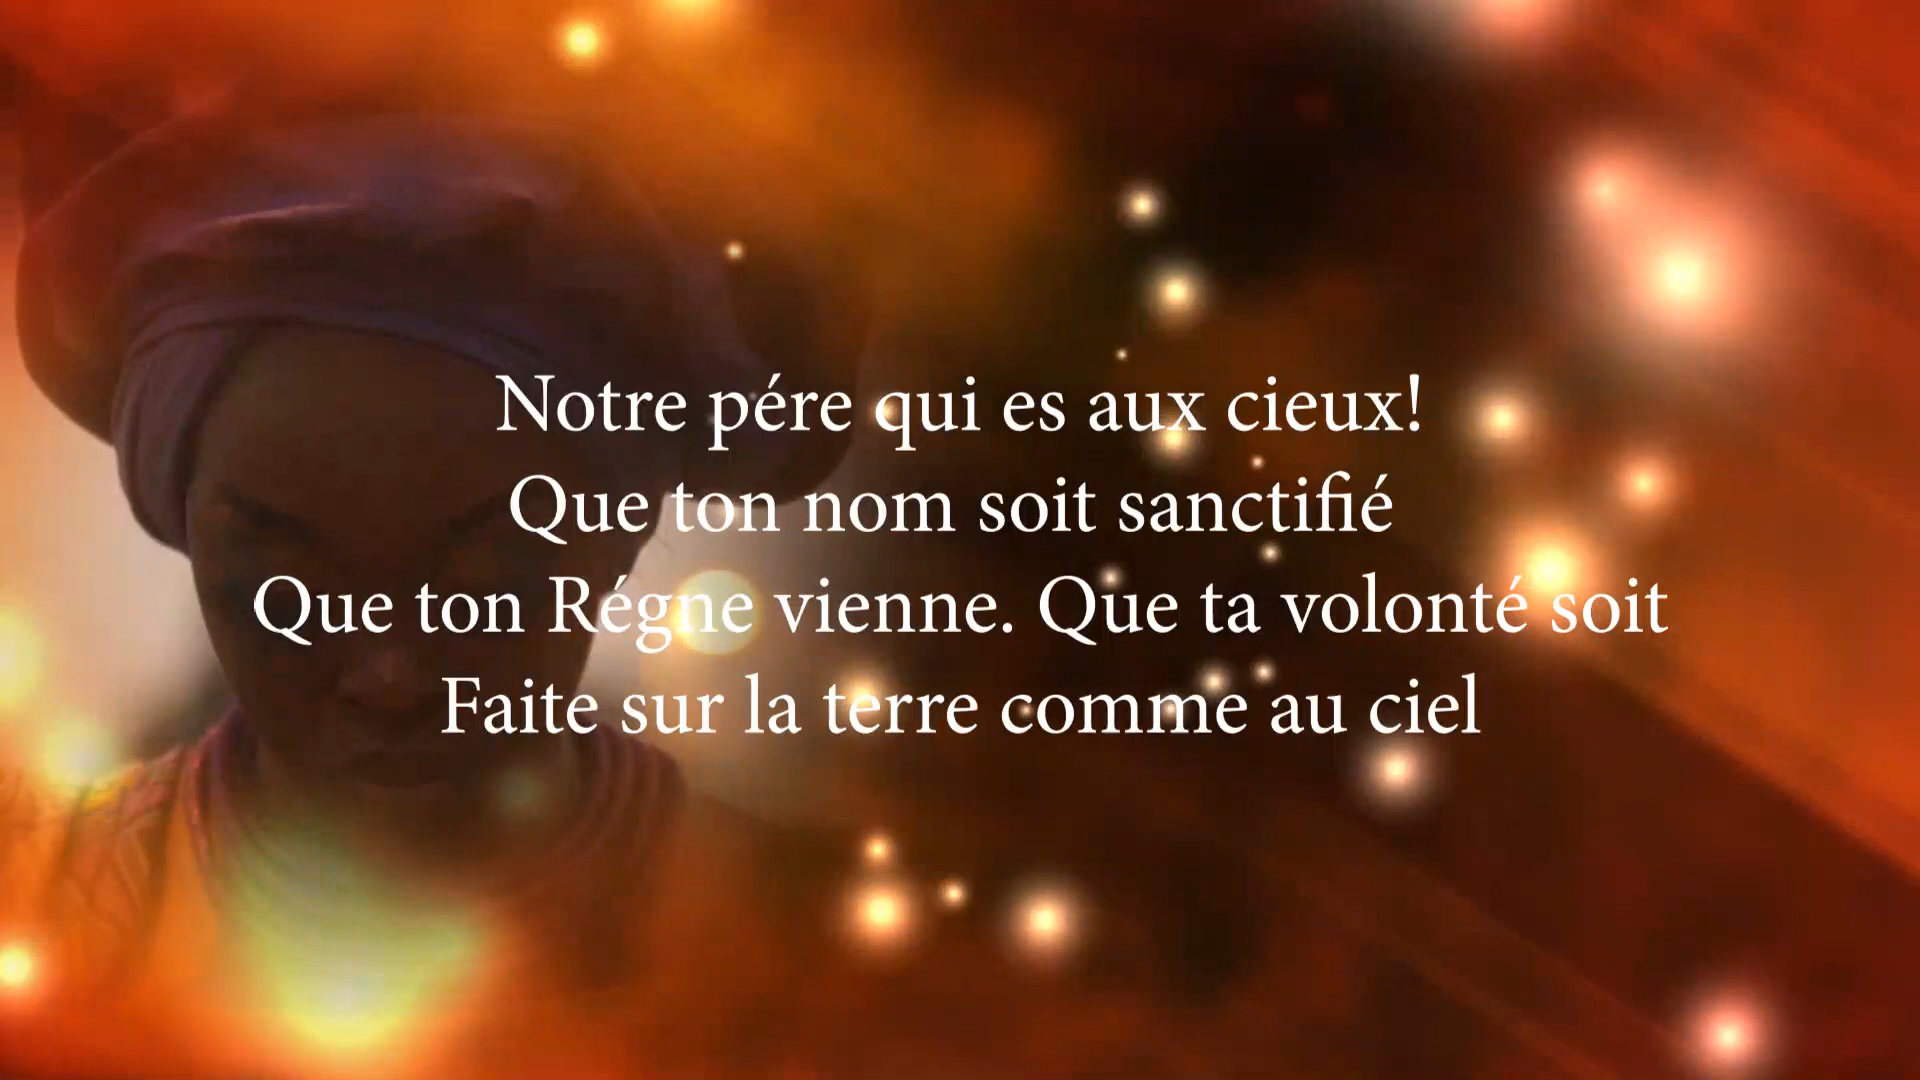 Notre pére qui es aux cieux!
Que ton nom soit sanctifié
Que ton Régne vienne. Que ta volonté soit
Faite sur la terre comme au ciel